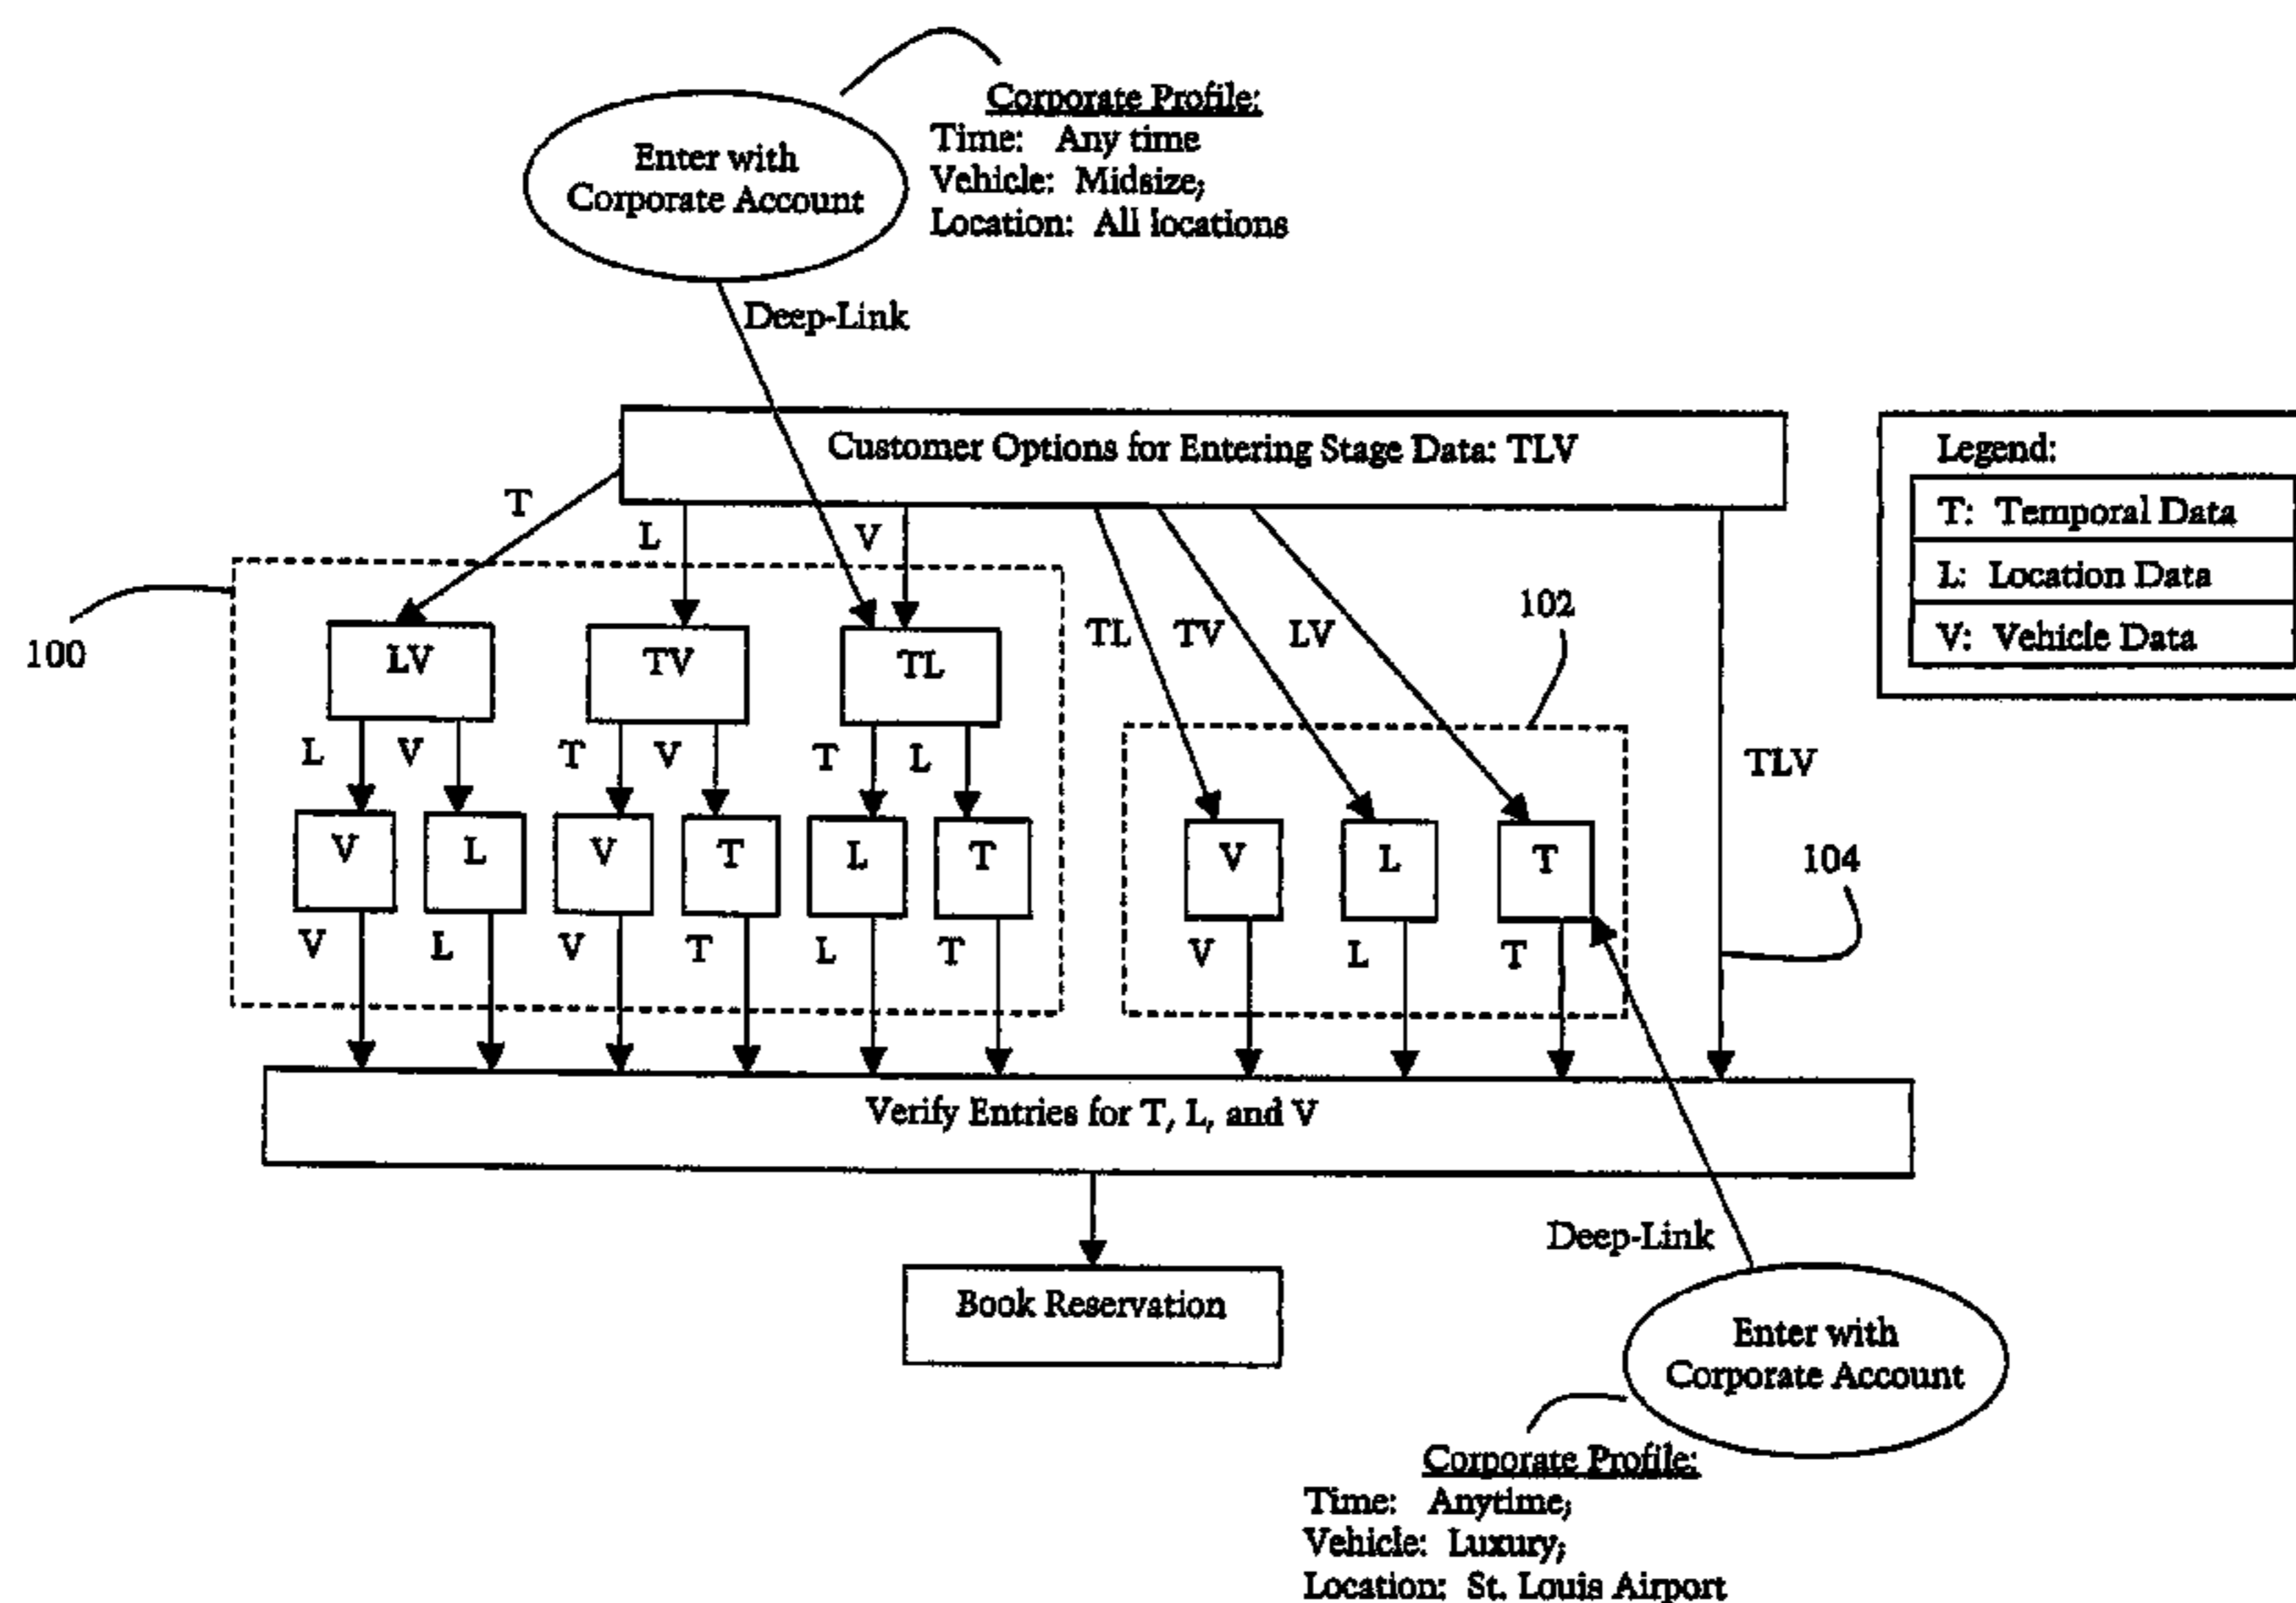 Corporate Profile:
Time: Any time
Vehicle: Midsize;
Location: All locations
Enter with
Corporate Account
Deep-Link
Customer Options for Entering Stage Data: TLV
Legend:
T: Temporal Data
L: Location Data
V: Vehicle Data
T
L
V
100
LV
TV
TL
TL
TV
LV
102
TLV
L
V
T
V
T
L
V
L
V
T
L
T
V
L
T
104
V
L
V
T
L
T
V
L
T
Verify Entries for T, L, and V
Deep-Link
Book Reservation
Enter with
Corporate Account
Corporate Profile:
Time: Anytime;
Vehicle: Luxury;
Location: St. Louis Airport